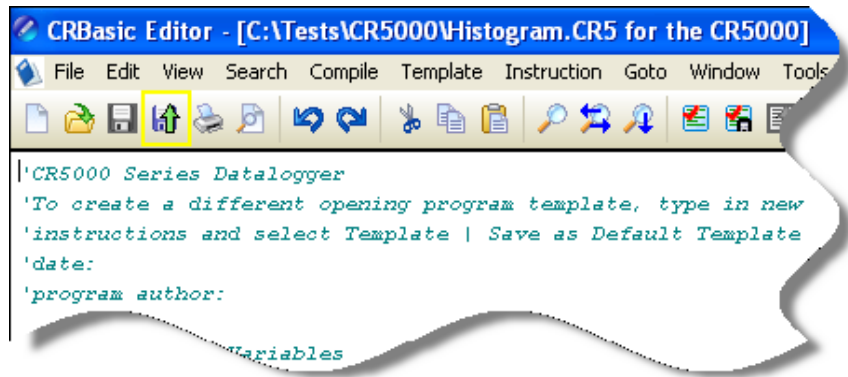 CRBasic Editor - [C:\Tests\CR5000\Histogram.CR5 for the CR5000]
File Edit View Search Compile Template Instruction Goto Window Tools
'CR5000 Series Datalogger
'To create a different opening program template, type in new
'instructions and select Template | Save as Default Template
'date:
'program author:
Variables